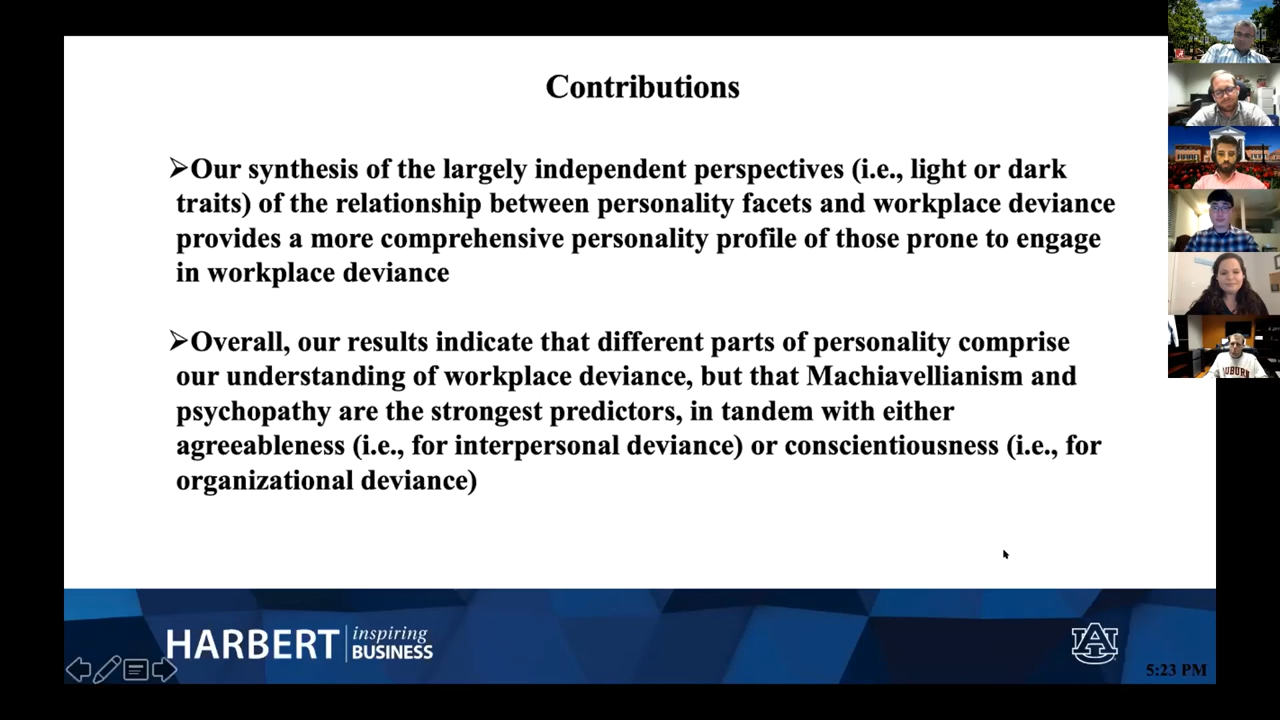 Contributions
➢Our synthesis of the largely independent perspectives (i.e., light or dark
traits) of the relationship between personality facets and workplace deviance
provides a more comprehensive personality profile of those prone to engage
in workplace deviance
➢Overall, our results indicate that different parts of personality comprise
our understanding of workplace deviance, but that Machiavellianism and
psychopathy are the strongest predictors, in tandem with either
agreeableness (i.e., for interpersonal deviance) or conscientiousness (i.e., for
organizational deviance)
HARBERT
inspiring
BUSINESS
AU
5:23 PM